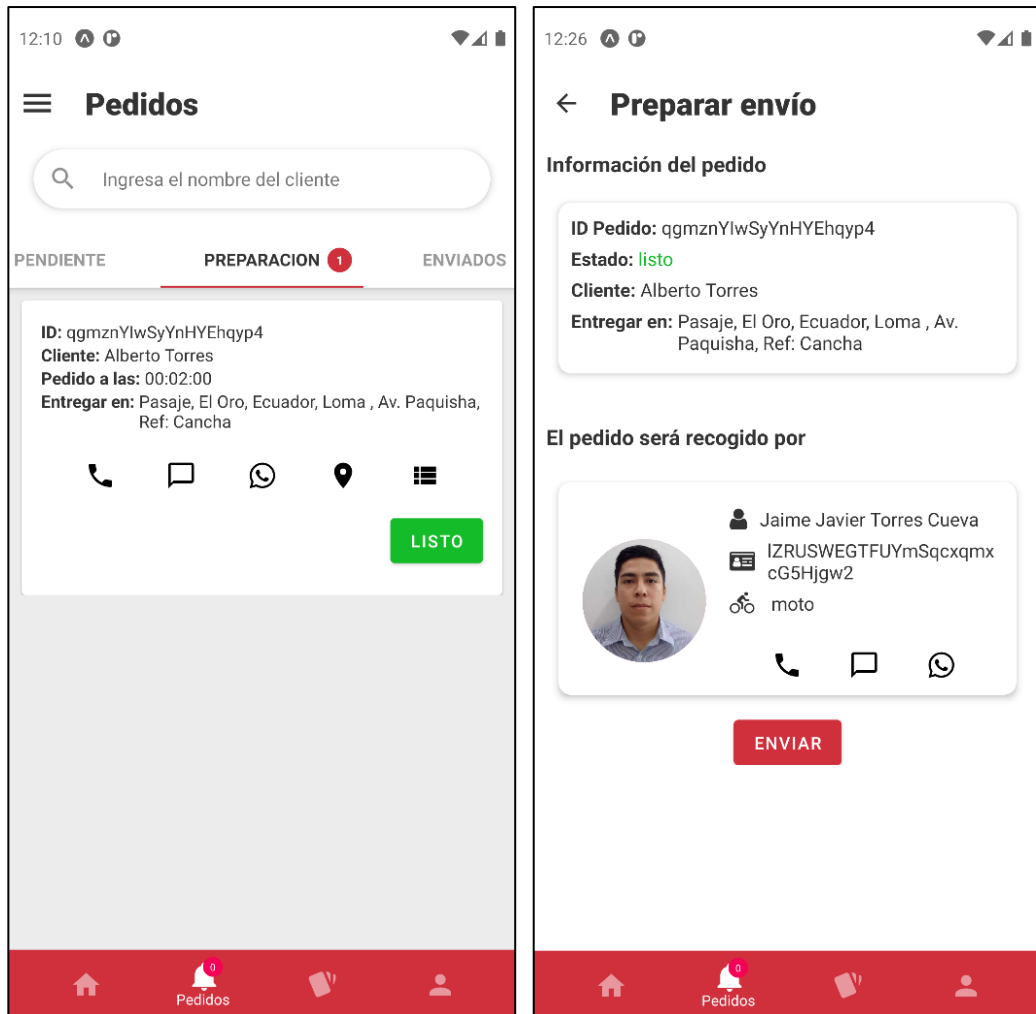 12:10
Pedidos
Ingresa el nombre del cliente
PENDIENTE PREPARACION 1 ENVIADOS
ID: qgmznYIwSyYnHYEhqyp4
Cliente: Alberto Torres
Pedido a las: 00:02:00
Entregar en: Pasaje, El Oro, Ecuador, Loma , Av. Paquisha,
Ref: Cancha
LISTO
0
Pedidos
12:26
Preparar envío
Información del pedido
ID Pedido: qgmznYIwSyYnHYEhqyp4
Estado: listo
Cliente: Alberto Torres
Entregar en: Pasaje, El Oro, Ecuador, Loma , Av.
Paquisha, Ref: Cancha
El pedido será recogido por
Jaime Javier Torres Cueva
IZRUSWEGTFUYmSqcxqmx
cG5Hjgw2
moto
ENVIAR
0
Pedidos